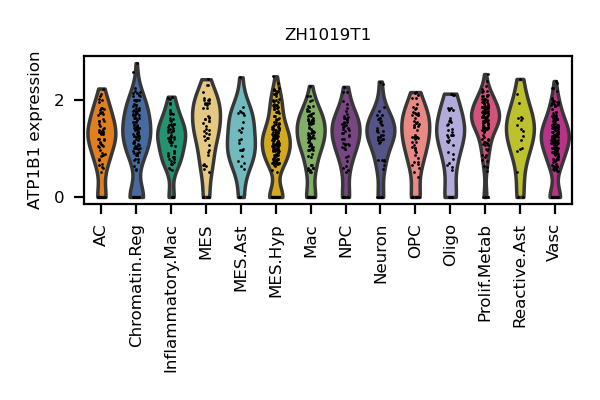 ZH1019T1
ATP1B1 expression
2
0
AC
Chromatin.Reg
Inflammatory.Mac
MES
MES.Ast
MES.Hyp
Mac
NPC
Neuron
OPC
Oligo
Prolif.Metab
Reactive.Ast
Vasc